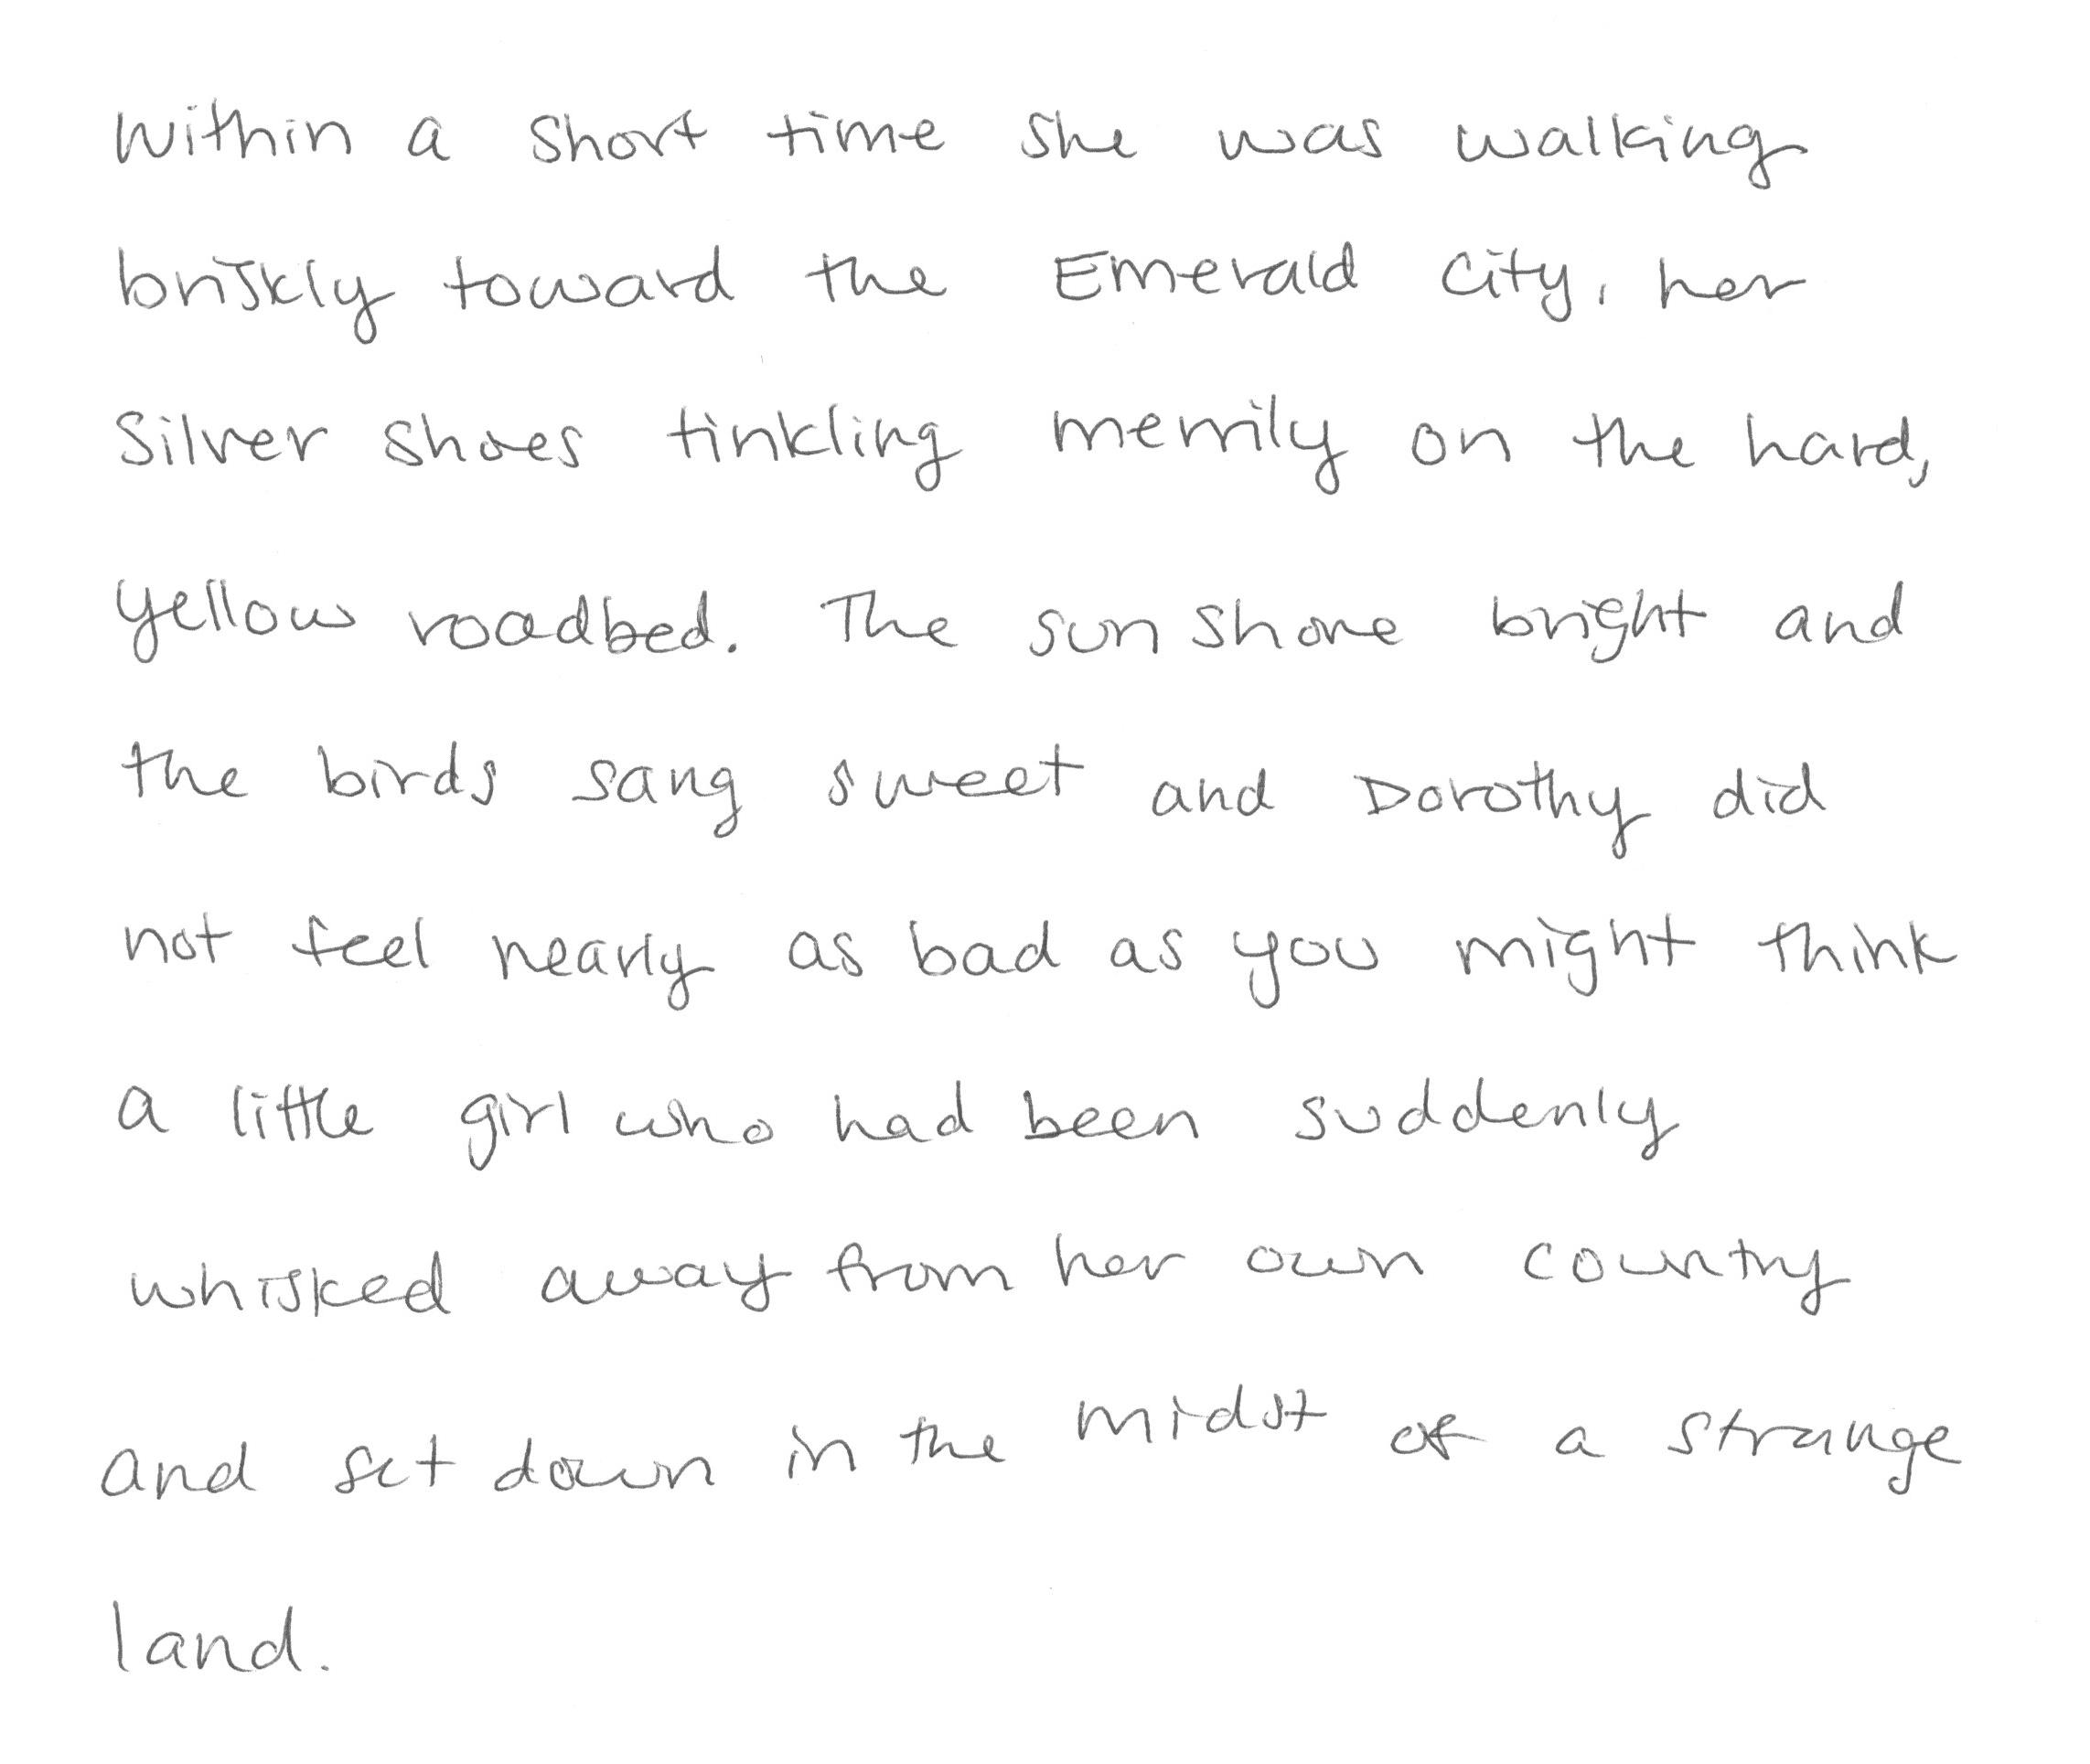 Within a short time she was walking
briskly toward the Emerald City, her
Silver Shoes tinkling merrily on the hard,
yellow roadbed. The sun shone bright and
the birds sang sweet and Dorothy did
not feel nearly as bad as you might think
a little girl who had been suddenly
whisked away from her own country
and set down in the midst of a strange
land.